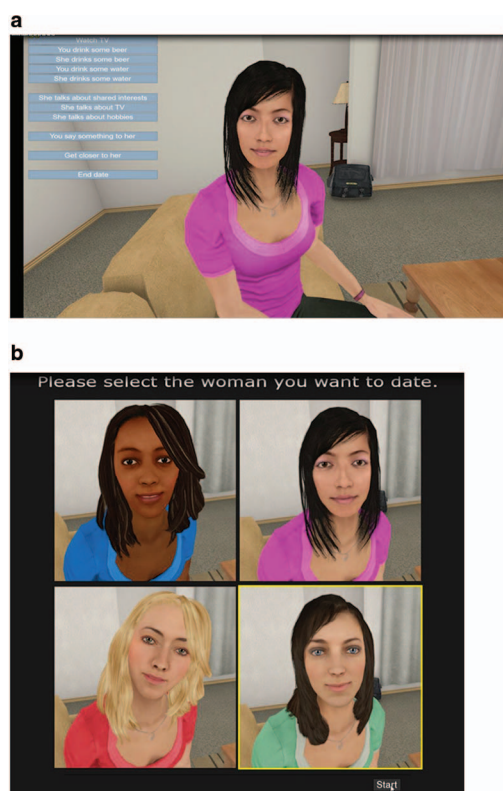 a
Watch TV
You drink some beer
She drinks some beer
You drink some water
She drinks some water
She talks about shared interests
She talks about TV
She talks about hobbies
You say something to her
Get closer to her
End date
b
Please select the woman you want to date.
Start